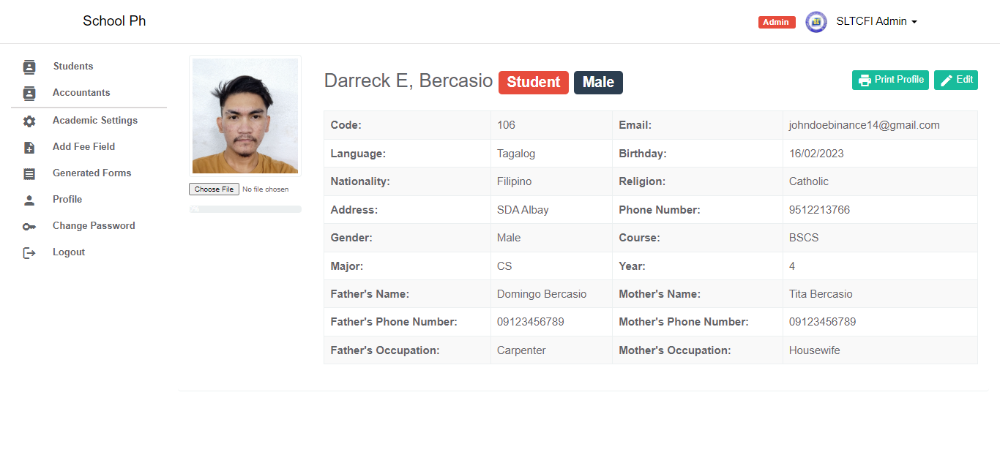 School Ph
Admin
SLTCFI Admin
Students
Accountants
Academic Settings
Add Fee Field
Generated Forms
Profile
Change Password
Logout
Choose File No file chosen
0%
Darreck E, Bercasio Student Male
Print Profile
Edit
Code: 106 Email: johndoebinance14@gmail.com
Language: Tagalog Birthday: 16/02/2023
Nationality: Filipino Religion: Catholic
Address: SDA Albay Phone Number: 9512213766
Gender: Male Course: BSCS
Major: CS Year: 4
Father's Name: Domingo Bercasio Mother's Name: Tita Bercasio
Father's Phone Number: 09123456789 Mother's Phone Number: 09123456789
Father's Occupation: Carpenter Mother's Occupation: Housewife